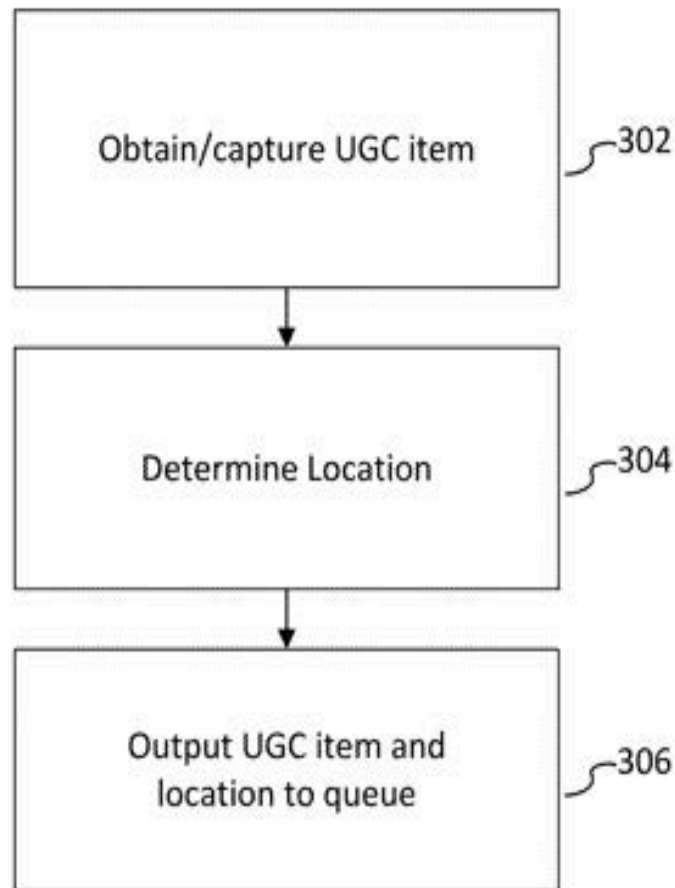 Obtain/capture UGC item
302
Determine Location
304
Output UGC item and
location to queue
306